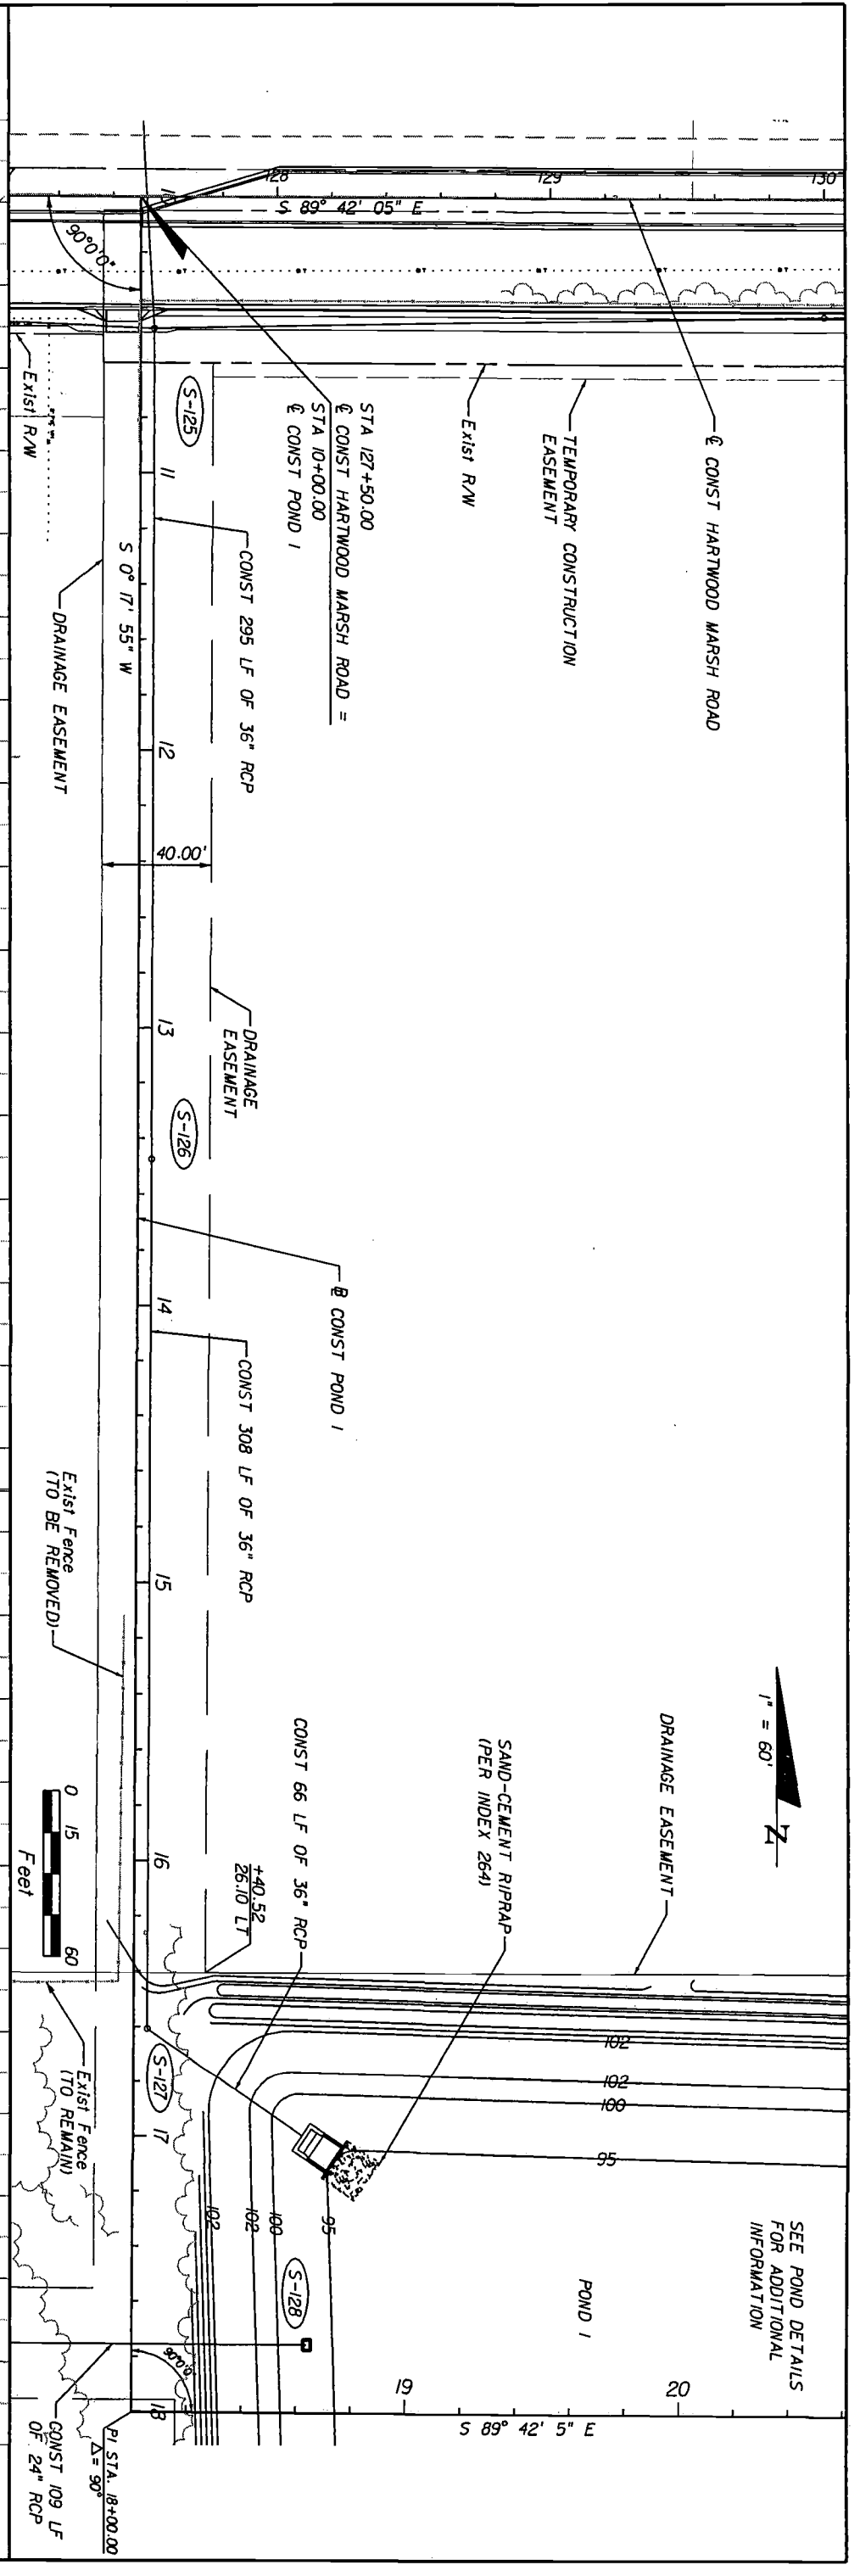 128
129
130
S 89° 42' 05" E
10
90°0'0"
Exist R/W
S-125
11
STA 127+50.00
℄ CONST HARTWOOD MARSH ROAD =
STA 10+00.00
℄ CONST POND 1
Exist R/W
TEMPORARY CONSTRUCTION
EASEMENT
℄ CONST HARTWOOD MARSH ROAD
CONST 295 LF OF 36" RCP
S 0° 17' 55" W
DRAINAGE EASEMENT
12
40.00'
13
DRAINAGE
EASEMENT
S-126
B CONST POND 1
14
CONST 308 LF OF 36" RCP
15
Exist Fence
(TO BE REMOVED)
1" = 60'
N
0 15 60
Feet
16
+40.52
26.10 LT
CONST 66 LF OF 36" RCP
SAND-CEMENT RIPRAP
(PER INDEX 264)
DRAINAGE EASEMENT
S-127
17
Exist Fence
(TO REMAIN)
102
102
100
95
102
102
100
95
S-128
POND 1
SEE POND DETAILS
FOR ADDITIONAL
INFORMATION
90°0'0"
18
19
20
S 89° 42' 5" E
PI STA. 18+00.00
Δ = 90°
CONST 109 LF
OF 24" RCP